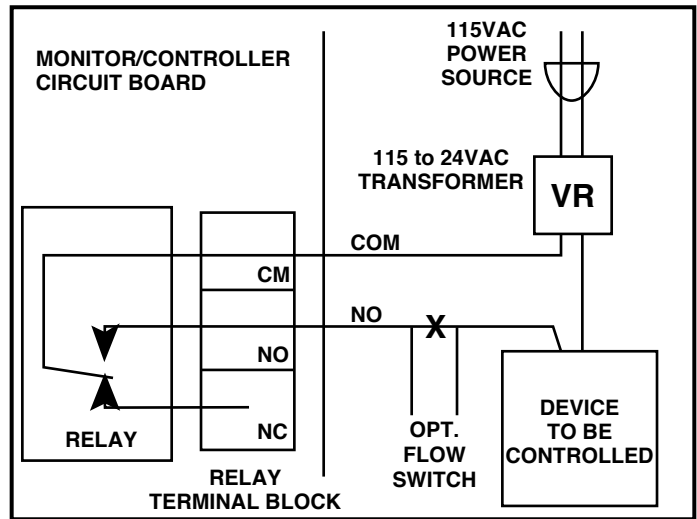 MONITOR/CONTROLLER
CIRCUIT BOARD
115VAC
POWER
SOURCE
115 to 24VAC
TRANSFORMER
VR
COM
CM
NO
X
NO
NC
RELAY
RELAY
TERMINAL BLOCK
OPT.
FLOW
SWITCH
DEVICE
TO BE
CONTROLLED